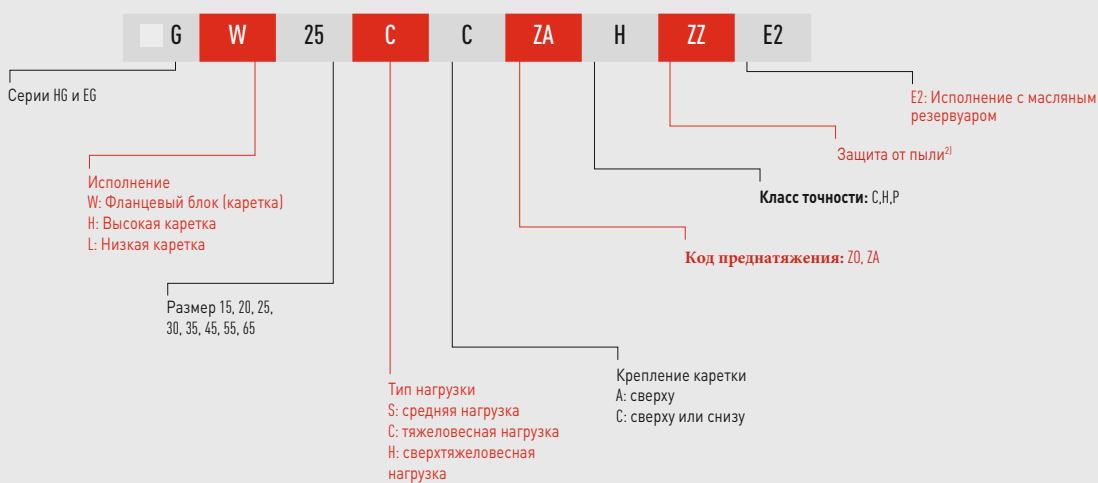 G W 25 C C ZA H ZZ E2
Серии HG и EG
E2: Исполнение с масляным
резервуаром
Защита от пыли2)
Исполнение
W: Фланцевый блок (каретка)
H: Высокая каретка
L: Низкая каретка
Класс точности: C,H,P
Код преднатяжения: Z0, ZA
Размер 15, 20, 25,
30, 35, 45, 55, 65
Крепление каретки
A: сверху
C: сверху или снизу
Тип нагрузки
S: средняя нагрузка
C: тяжеловесная нагрузка
H: сверхтяжеловесная
нагрузка